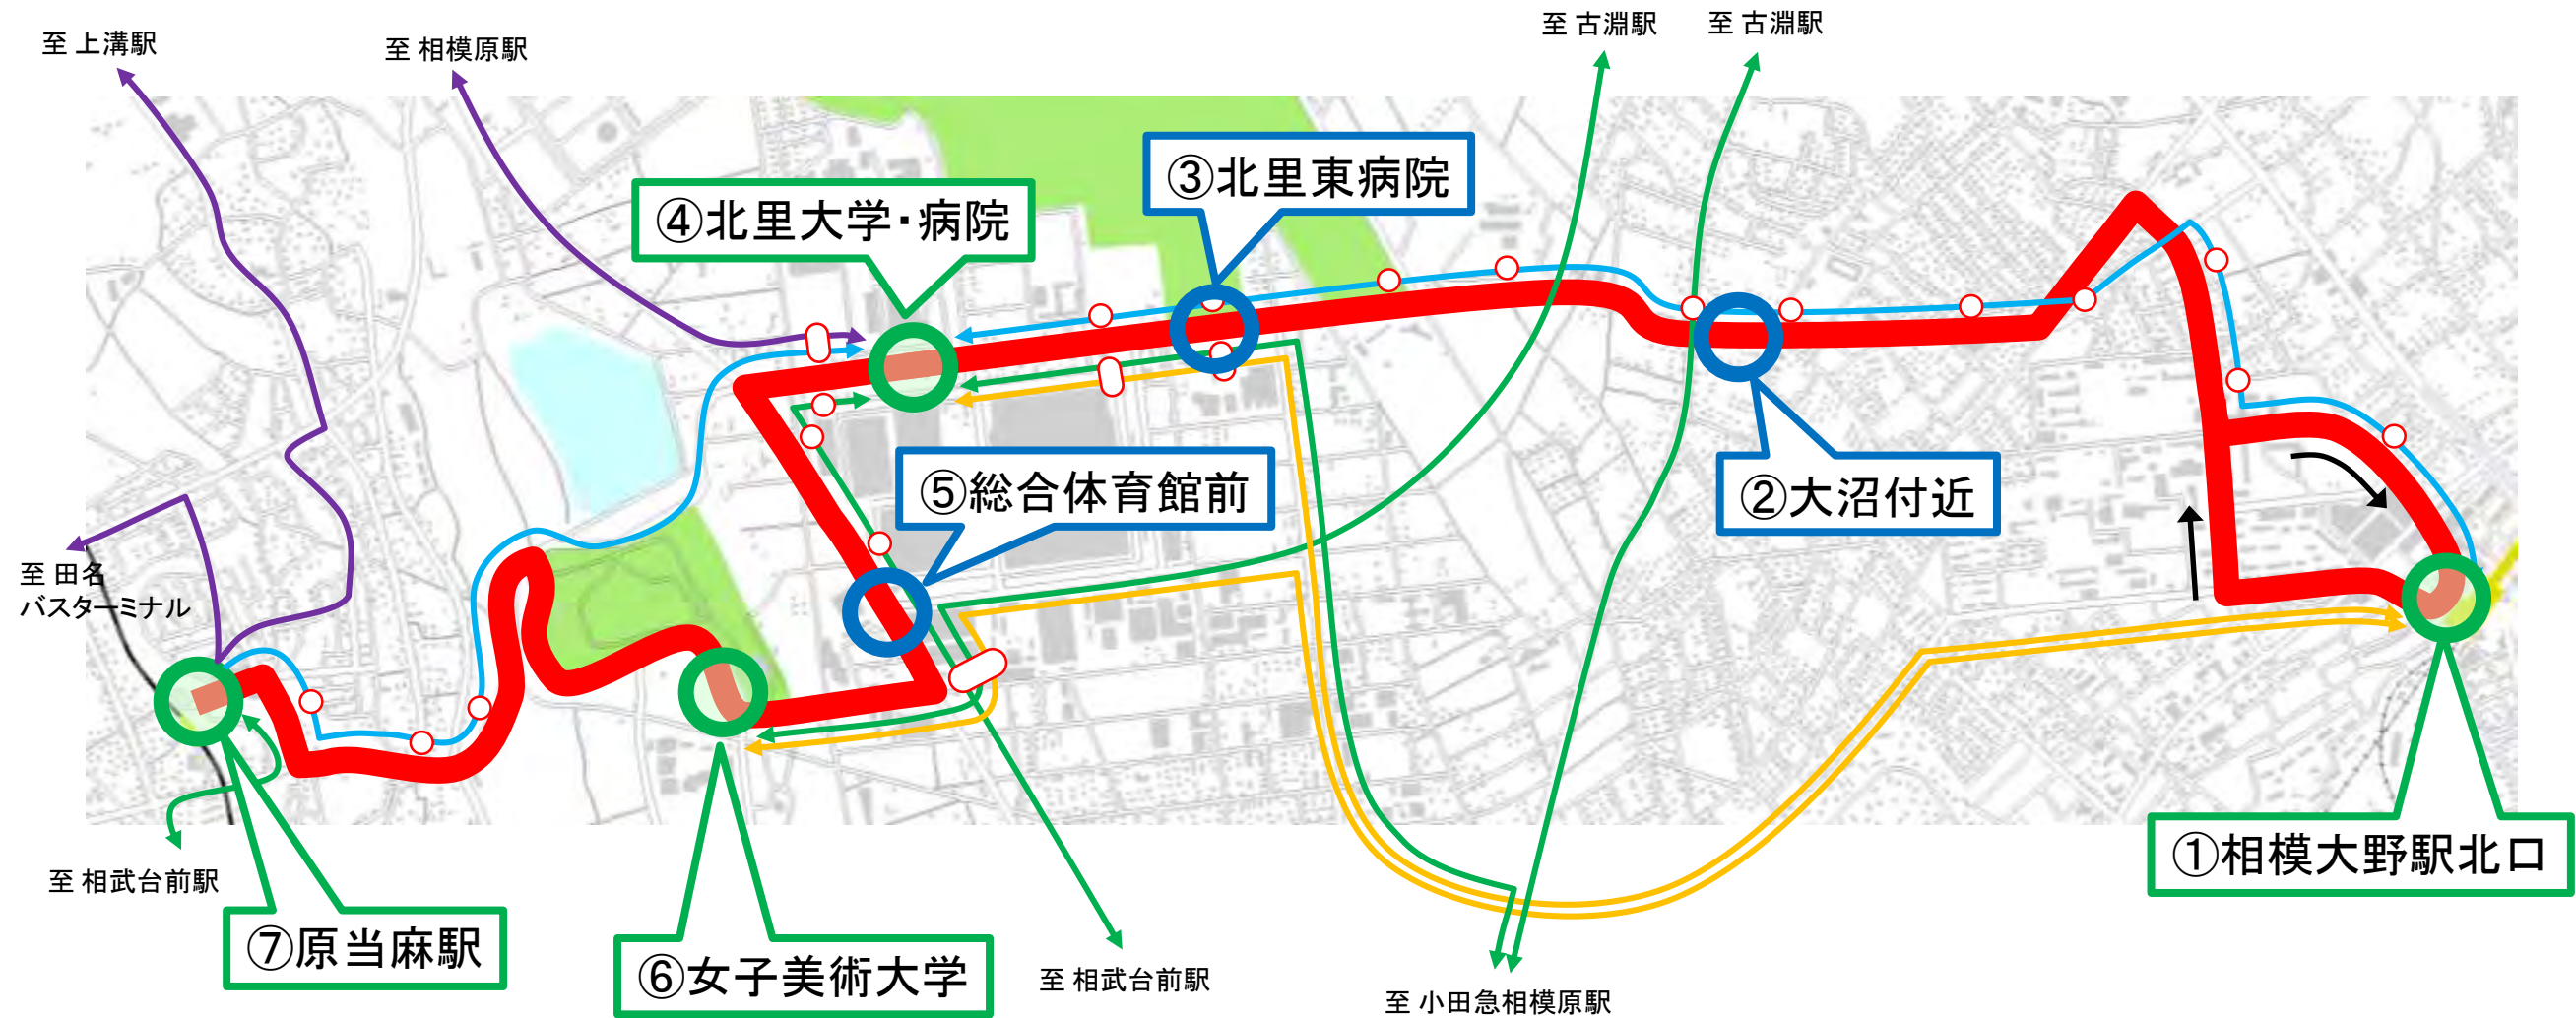 至 上溝駅
至 相模原駅
至 古淵駅
至 古淵駅
③北里東病院
④北里大学・病院
⑤総合体育館前
②大沼付近
至 田名
バスターミナル
①相模大野駅北口
至 相武台前駅
⑦原当麻駅
⑥女子美術大学
至 相武台前駅
至 小田急相模原駅